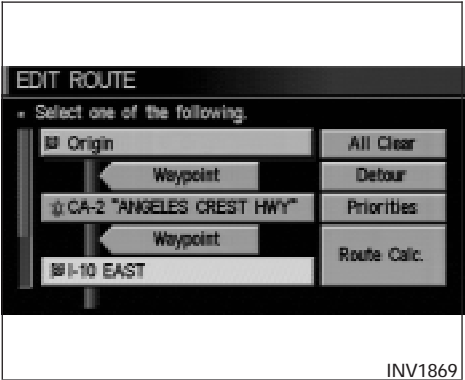 EDIT ROUTE
Select one of the following.
Origin
All Clear
Waypoint
Detour
CA-2 "ANGELES CREST HWY"
Priorities
Waypoint
Route Calc.
I-10 EAST
INV1869